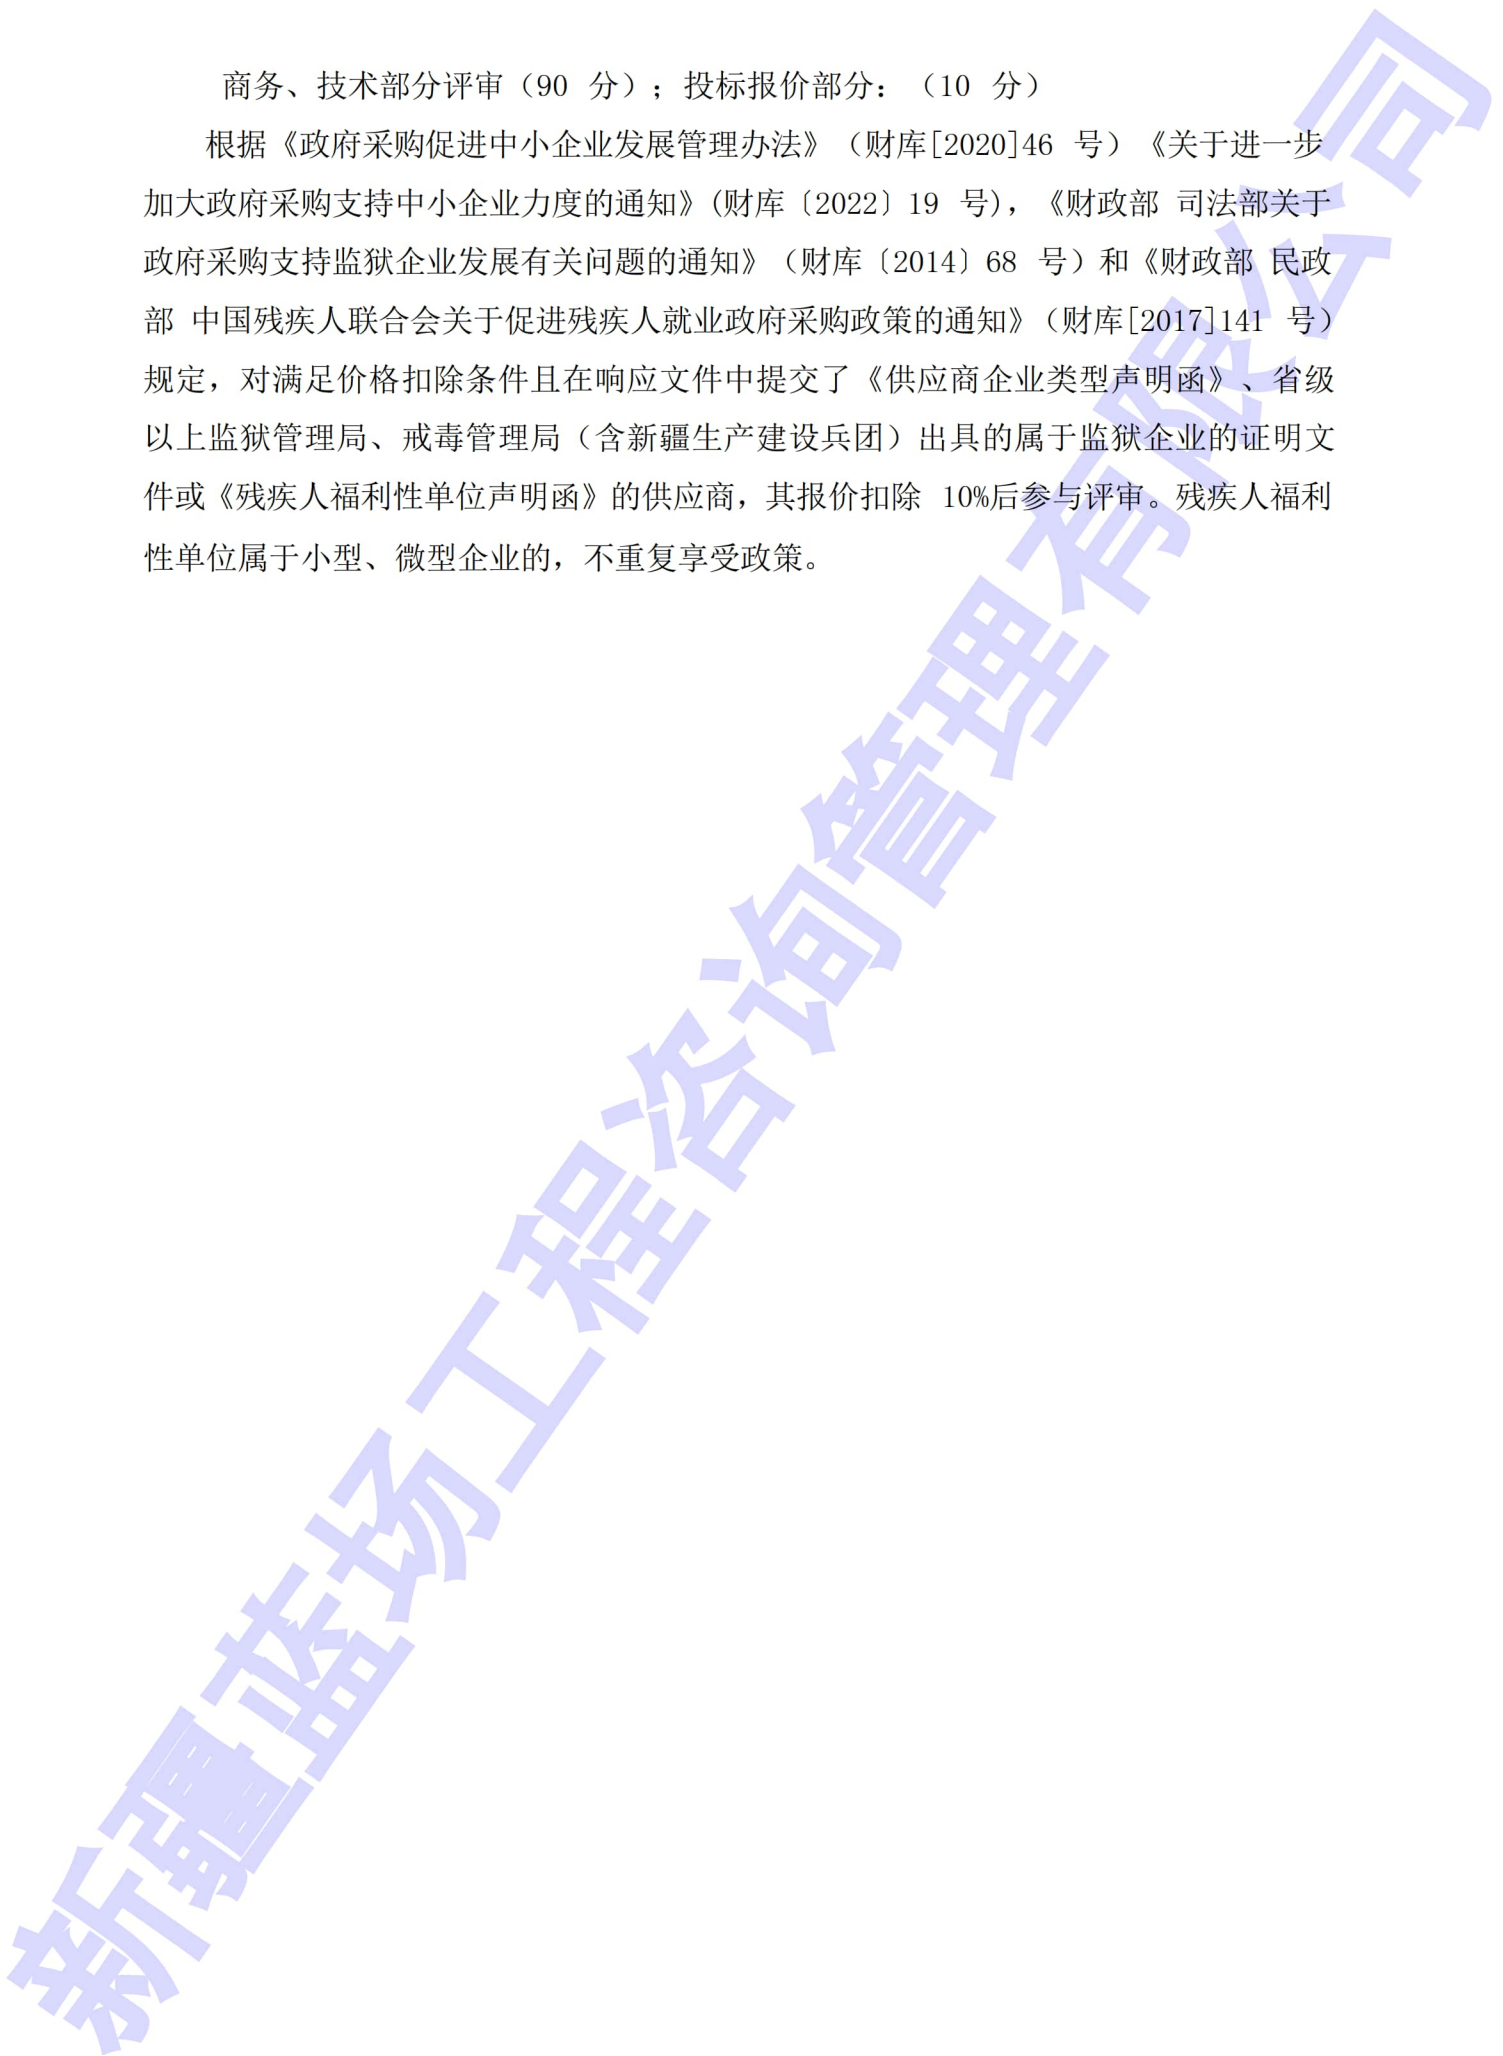 商务、技术部分评审（90 分）；投标报价部分：（10 分）
根据《政府采购促进中小企业发展管理办法》（财库[2020]46 号）《关于进一步
加大政府采购支持中小企业力度的通知》(财库〔2022〕19 号)，《财政部 司法部关于
政府采购支持监狱企业发展有关问题的通知》（财库〔2014〕68 号）和《财政部 民政
部 中国残疾人联合会关于促进残疾人就业政府采购政策的通知》（财库[2017]141 号）
规定，对满足价格扣除条件且在响应文件中提交了《供应商企业类型声明函》、省级
以上监狱管理局、戒毒管理局（含新疆生产建设兵团）出具的属于监狱企业的证明文
件或《残疾人福利性单位声明函》的供应商，其报价扣除 10%后参与评审。残疾人福利
性单位属于小型、微型企业的，不重复享受政策。
新疆蓝场工程咨询管理有限公司